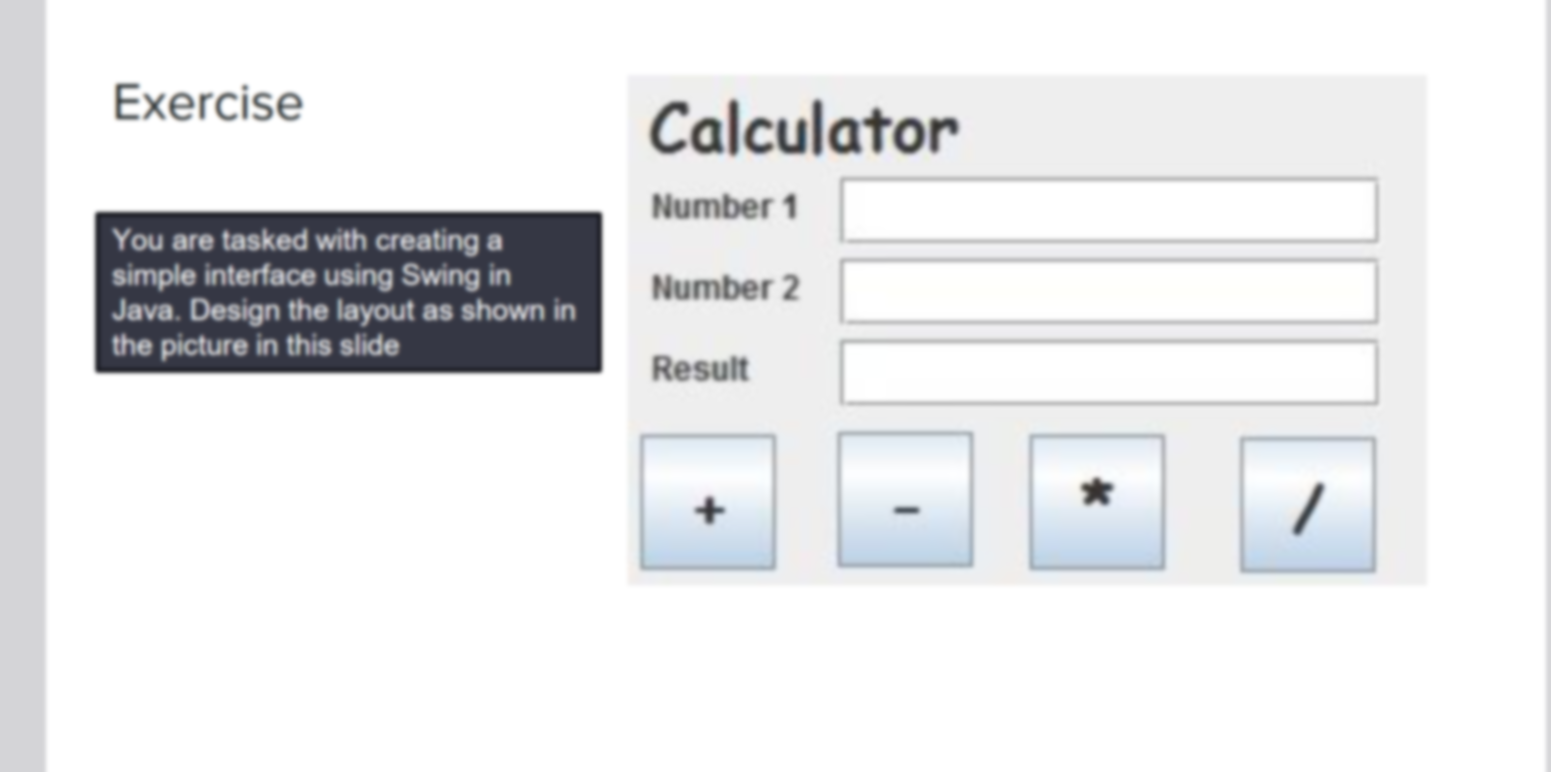 Exercise
You are tasked with creating a
simple interface using Swing in
Java. Design the layout as shown in
the picture in this slide
Calculator
Number 1
Number 2
Result
+ - * /